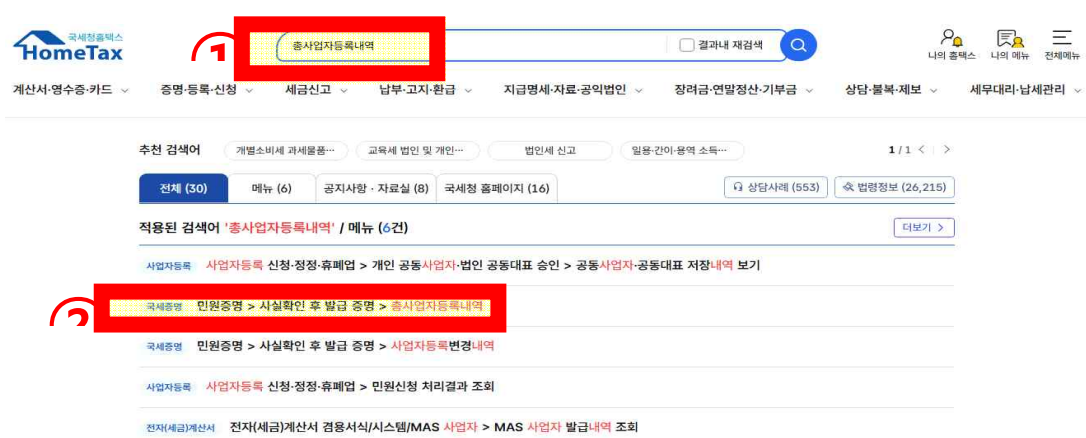 ①
국세청홈택스
HomeTax
총사업자등록내역
결과내 재검색
나의 홈택스
나의 메뉴
전체메뉴
계산서·영수증·카드
증명·등록·신청
세금신고
납부·고지·환급
지급명세·자료·공익법인
장려금·연말정산·기부금
상담·불복·제보
세무대리·납세관리
추천 검색어
개별소비세 과세물품…
교육세 법인 및 개인…
법인세 신고
일용·간이·용역 소득…
1 / 1 < | >
전체 (30)
메뉴 (6)
공지사항 · 자료실 (8)
국세청 홈페이지 (16)
상담사례 (553)
법령정보 (26,215)
적용된 검색어 '총사업자등록내역' / 메뉴 (6건)
더보기 >
사업자등록 사업자등록 신청·정정·휴폐업 > 개인 공동사업자·법인 공동대표 승인 > 공동사업자·공동대표 저장내역 보기
②
국세증명 민원증명 > 사실확인 후 발급 증명 > 총사업자등록내역
국세증명 민원증명 > 사실확인 후 발급 증명 > 사업자등록변경내역
사업자등록 사업자등록 신청·정정·휴폐업 > 민원신청 처리결과 조회
전자(세금)계산서 전자(세금)계산서 겸용서식/시스템/MAS 사업자 > MAS 사업자 발급내역 조회